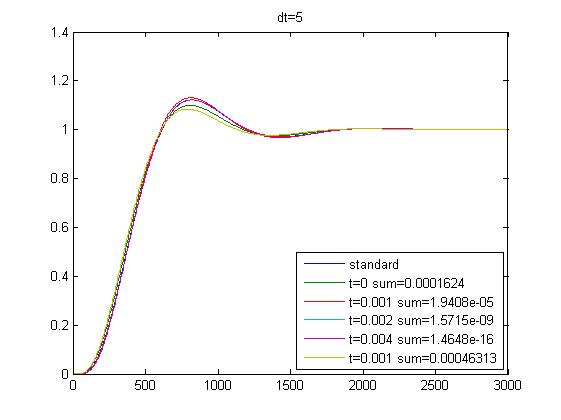 dt=5
1.4
1.2
1
0.8
0.6
0.4
0.2
0
standard
t=0 sum=0.0001624
t=0.001 sum=1.9408e-05
t=0.002 sum=1.5715e-09
t=0.004 sum=1.4648e-16
t=0.001 sum=0.00046313
0 500 1000 1500 2000 2500 3000